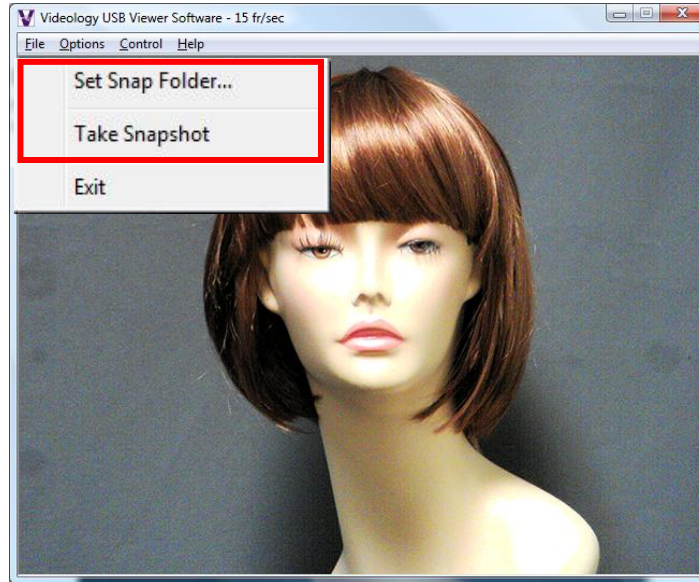 Videology USB Viewer Software - 15 fr/sec
File Options Control Help
Set Snap Folder...
Take Snapshot
Exit